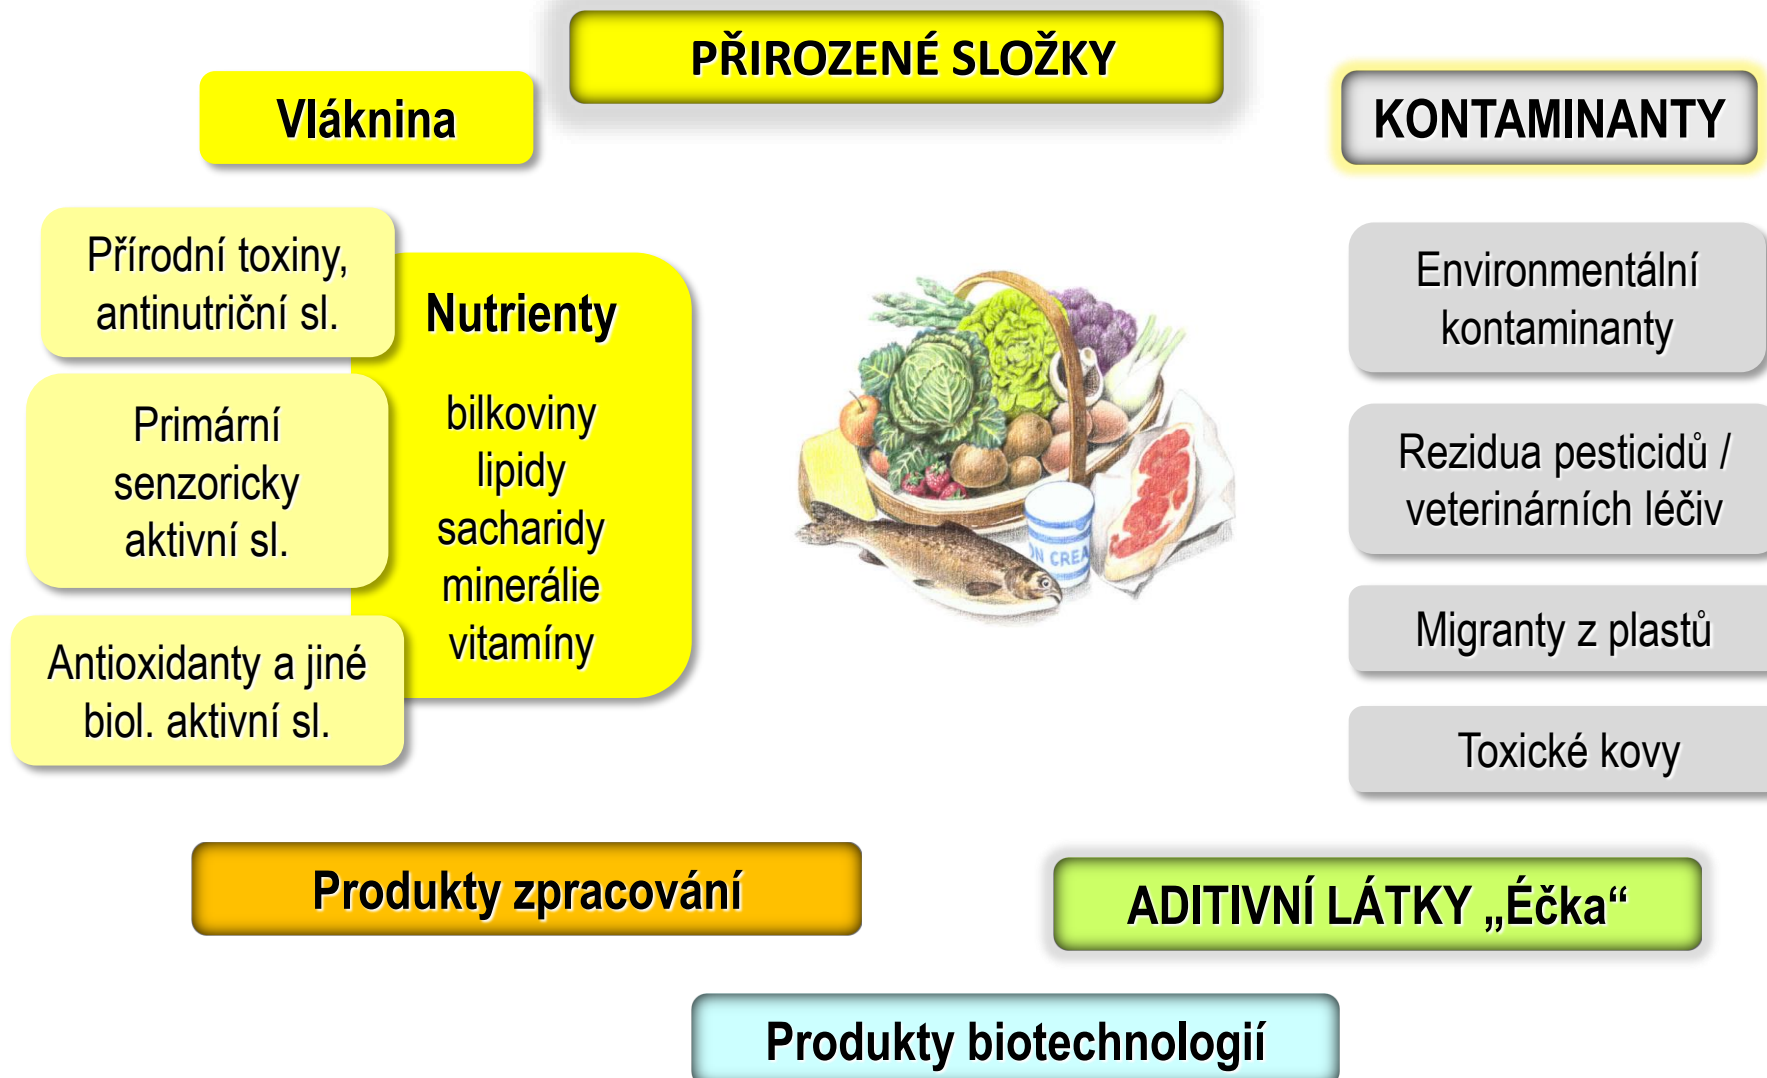 PŘIROZENÉ SLOŽKY
Vláknina
KONTAMINANTY
Přírodní toxiny,
antinutriční sl.
Primární
senzoricky
aktivní sl.
Antioxidanty a jiné
biol. aktivní sl.
Nutrienty
bilkoviny
lipidy
sacharidy
minerálie
vitamíny
ON CREA
Environmentální
kontaminanty
Rezidua pesticidů /
veterinárních léčiv
Migranty z plastů
Toxické kovy
Produkty zpracování
ADITIVNÍ LÁTKY „Éčka“
Produkty biotechnologií